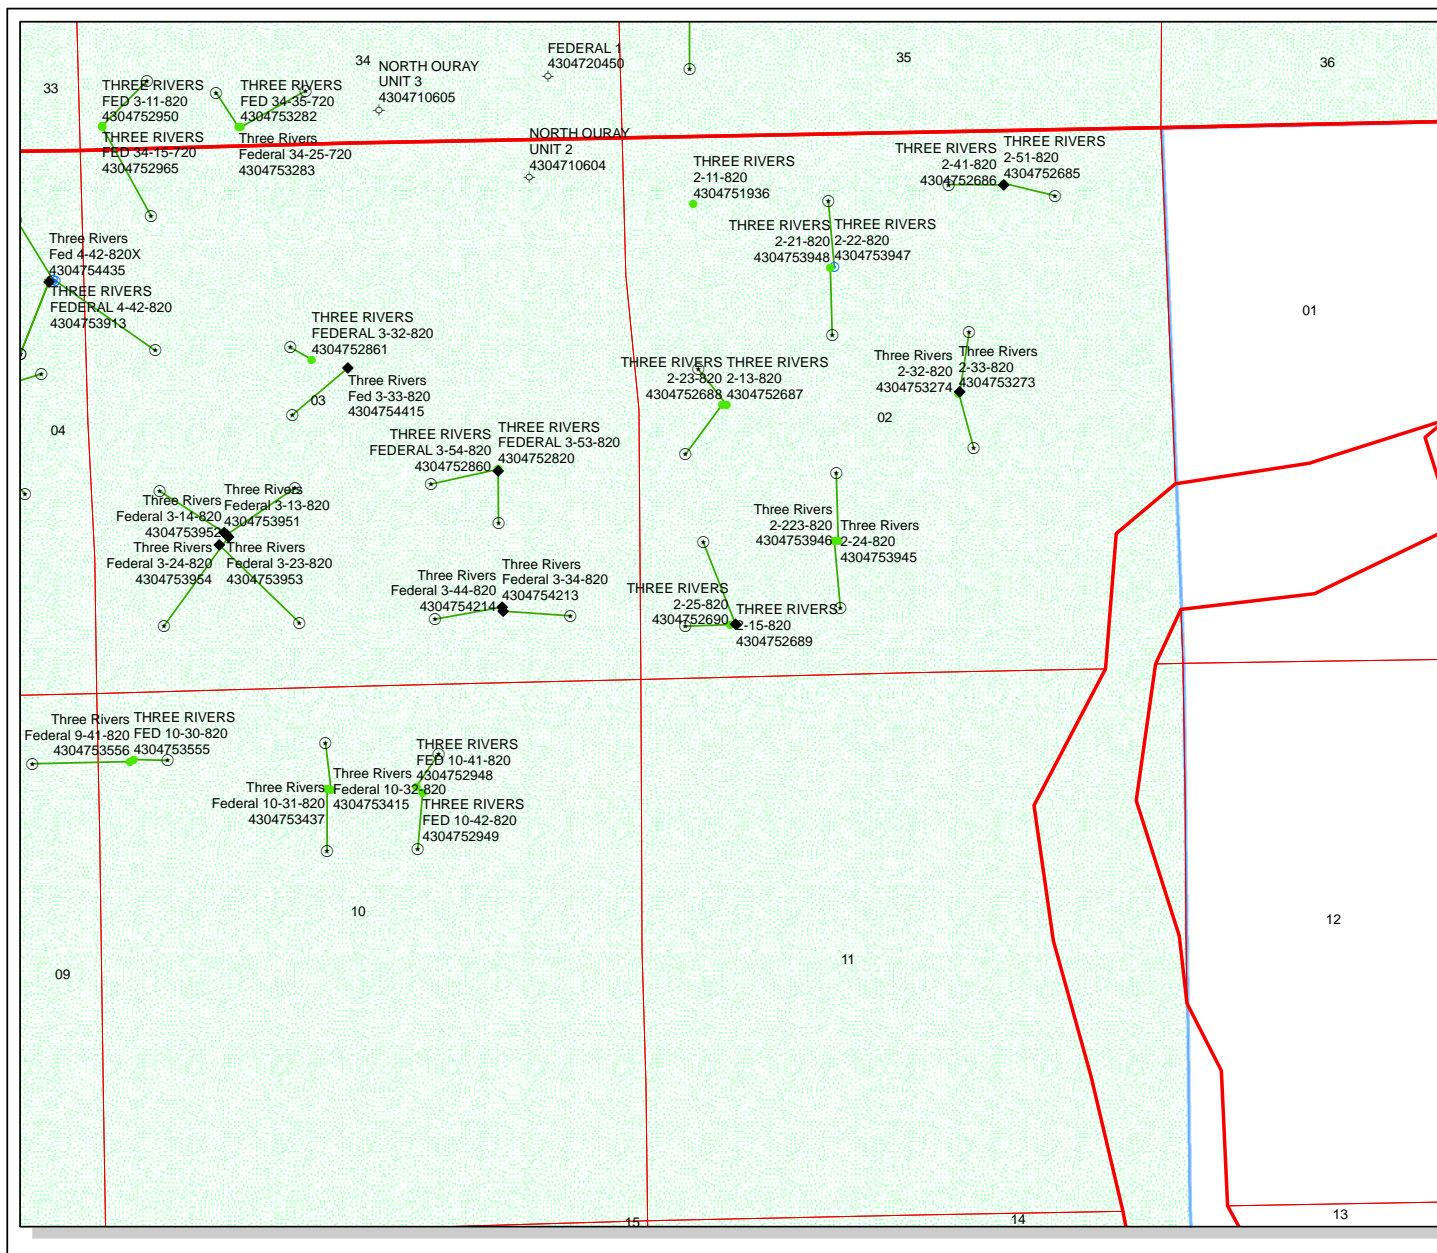 33
34
35
36
THREE RIVERS
FED 3-11-820
4304752950
THREE RIVERS
FED 34-15-720
4304752965
THREE RIVERS
FED 34-35-720
4304753282
Three Rivers
Federal 34-25-720
4304753283
NORTH OURAY
UNIT 3
4304710605
FEDERAL 1
4304720450
NORTH OURAY
UNIT 2
4304710604
THREE RIVERS
2-11-820
4304751936
THREE RIVERS
2-41-820
4304752686
THREE RIVERS
2-51-820
4304752685
THREE RIVERS
2-21-820
4304753948
THREE RIVERS
2-22-820
4304753947
Three Rivers
Fed 4-42-820X
4304754435
THREE RIVERS
FEDERAL 4-42-820
4304753913
THREE RIVERS
FEDERAL 3-32-820
4304752861
Three Rivers
Fed 3-33-820
4304754415
03
04
01
THREE RIVERS
2-23-820
4304752688
THREE RIVERS
2-13-820
4304752687
Three Rivers
2-32-820
4304753274
Three Rivers
2-33-820
4304753273
02
THREE RIVERS
FEDERAL 3-54-820
4304752860
THREE RIVERS
FEDERAL 3-53-820
4304752820
Three Rivers
Federal 3-14-820
4304753952
Three Rivers
Federal 3-13-820
4304753951
Three Rivers
Federal 3-24-820
4304753954
Three Rivers
Federal 3-23-820
4304753953
Three Rivers
Federal 3-44-820
4304754214
Three Rivers
Federal 3-34-820
4304754213
Three Rivers
2-223-820
4304753946
Three Rivers
2-24-820
4304753945
THREE RIVERS
2-25-820
4304752690
THREE RIVERS
2-15-820
4304752689
Three Rivers
Federal 9-41-820
4304753556
THREE RIVERS
FED 10-30-820
4304753555
Three Rivers
Federal 10-31-820
4304753437
Three Rivers
Federal 10-32-820
4304753415
THREE RIVERS
FED 10-41-820
4304752948
THREE RIVERS
FED 10-42-820
4304752949
10
09
11
12
15
14
13